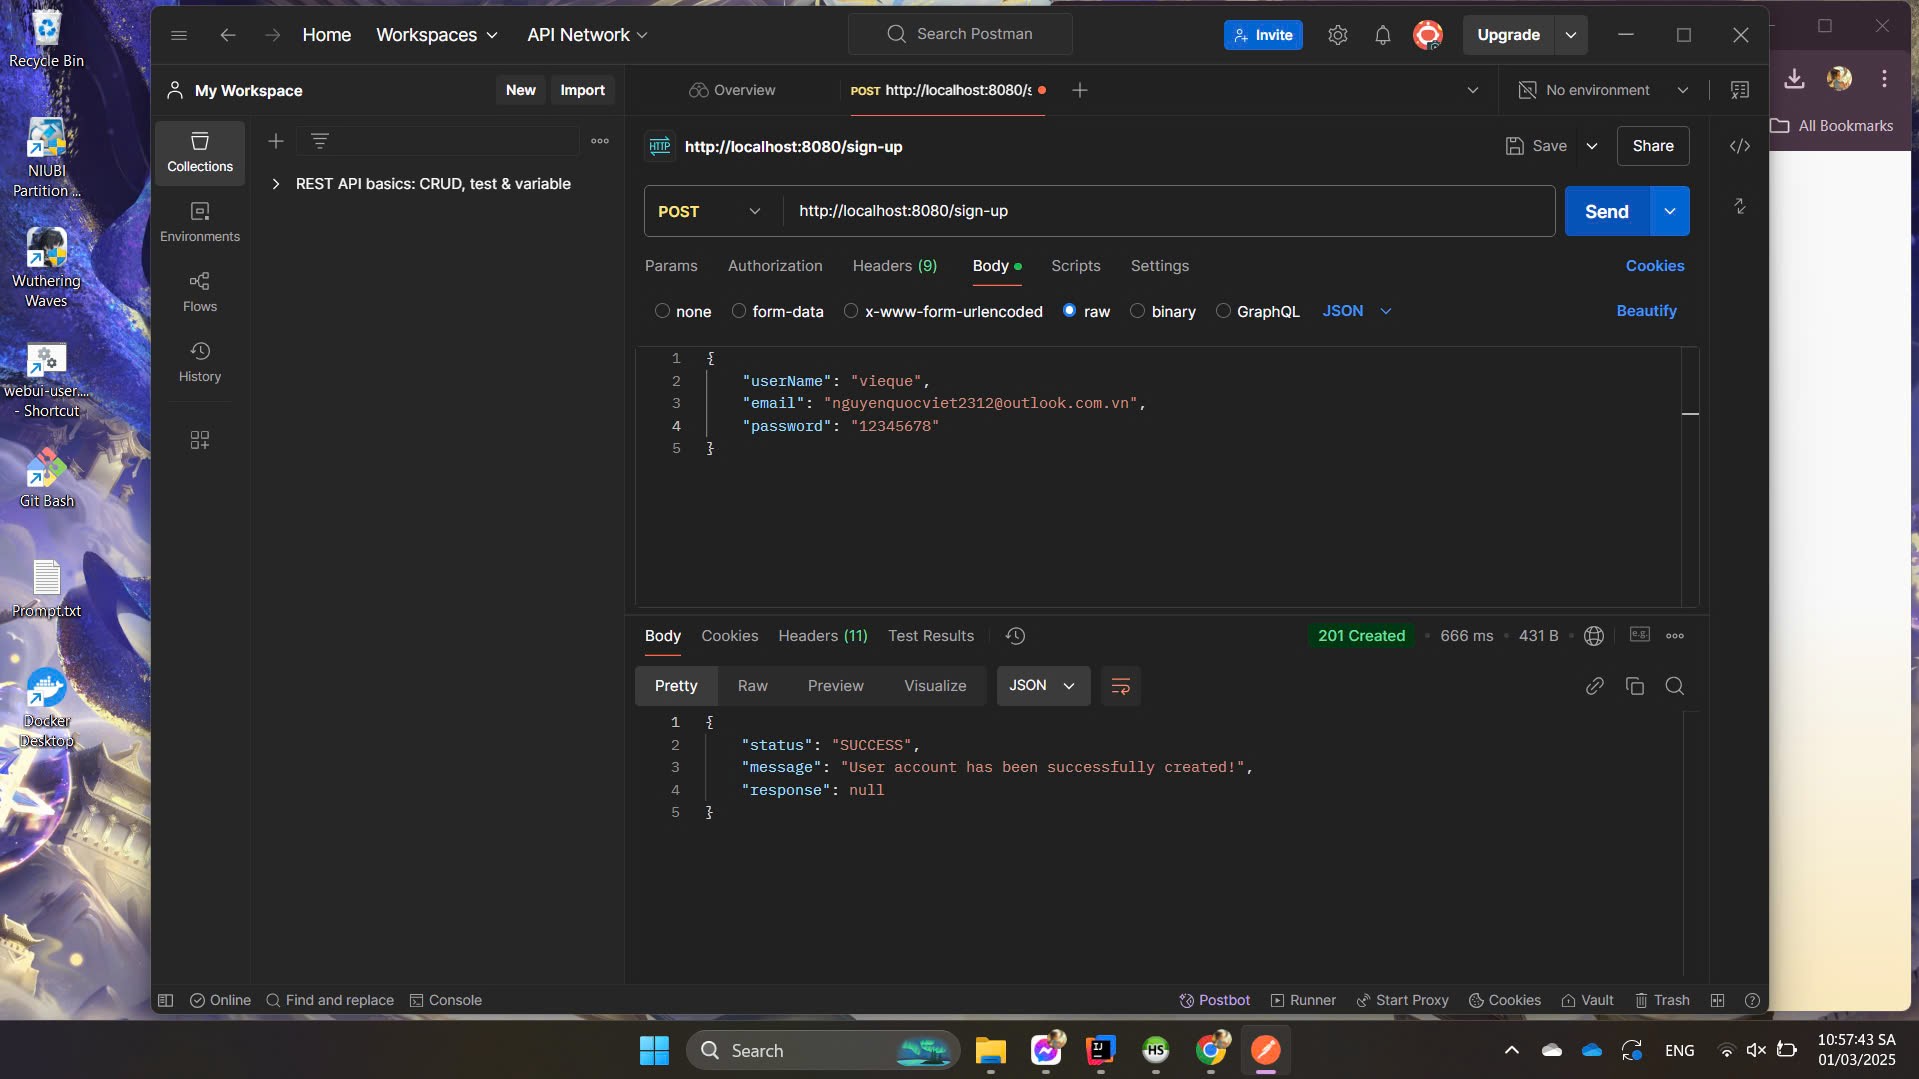 Recycle Bin
NIUBI
Partition ...
Wuthering
Waves
webui-user....
- Shortcut
Git Bash
Prompt.txt
Docker
Desktop
Home
Workspaces
API Network
Search Postman
Invite
Upgrade
My Workspace
New
Import
Overview
POST http://localhost:8080/s
No environment
All Bookmarks
Collections
Environments
Flows
History
REST API basics: CRUD, test & variable
HTTP http://localhost:8080/sign-up
Save
Share
POST
http://localhost:8080/sign-up
Send
Params
Authorization
Headers (9)
Body
Scripts
Settings
Cookies
none
form-data
x-www-form-urlencoded
raw
binary
GraphQL
JSON
Beautify
1 {
2 "userName": "vieque",
3 "email": "nguyenquocviet2312@outlook.com.vn",
4 "password": "12345678"
5 }
Body
Cookies
Headers (11)
Test Results
201 Created
666 ms
431 B
e.g.
Pretty
Raw
Preview
Visualize
JSON
1 {
2 "status": "SUCCESS",
3 "message": "User account has been successfully created!",
4 "response": null
5 }
Online
Find and replace
Console
Postbot
Runner
Start Proxy
Cookies
Vault
Trash
Search
IJ
HS
ENG
10:57:43 SA
01/03/2025